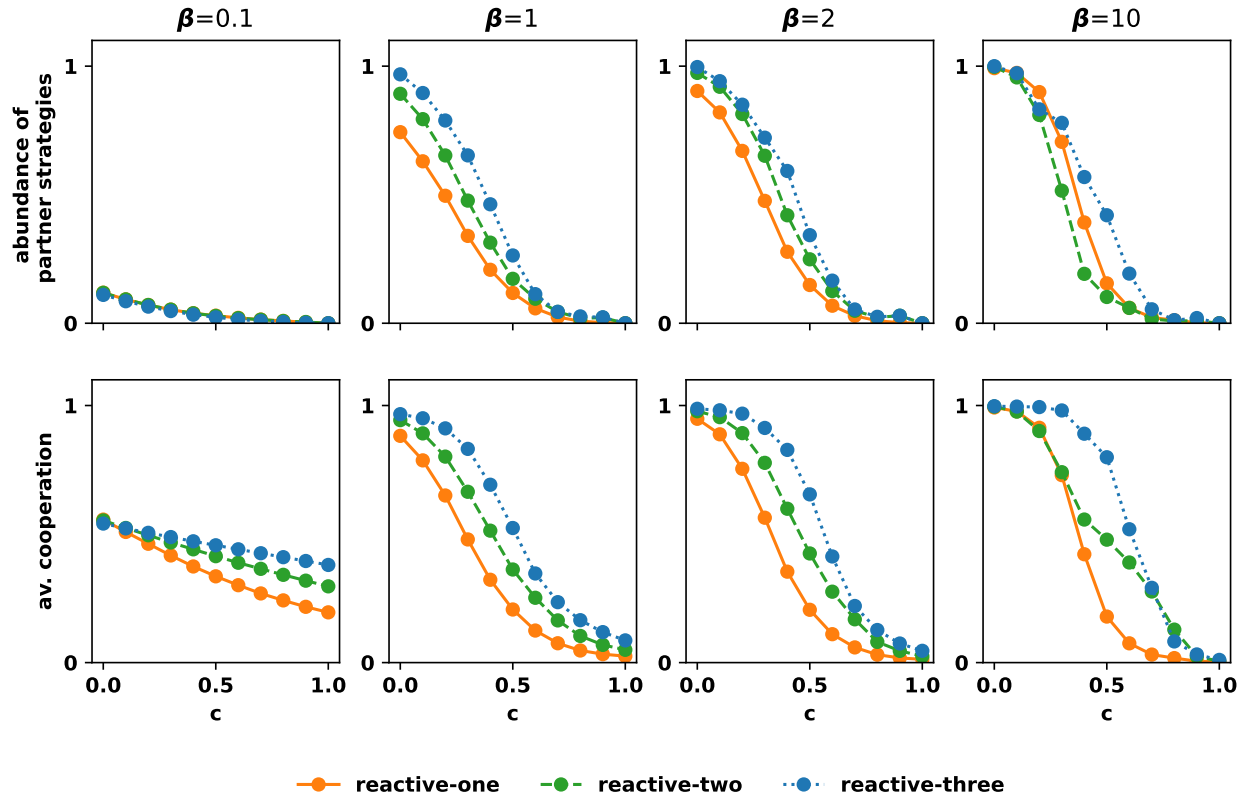 β=0.1
β=1
β=2
β=10
abundance of
partner strategies
1
0
1
0
1
0
1
0
av. cooperation
1
0
1
0
1
0
1
0
0.0 0.5 1.0
0.0 0.5 1.0
0.0 0.5 1.0
0.0 0.5 1.0
c
c
c
c
reactive-one
reactive-two
reactive-three